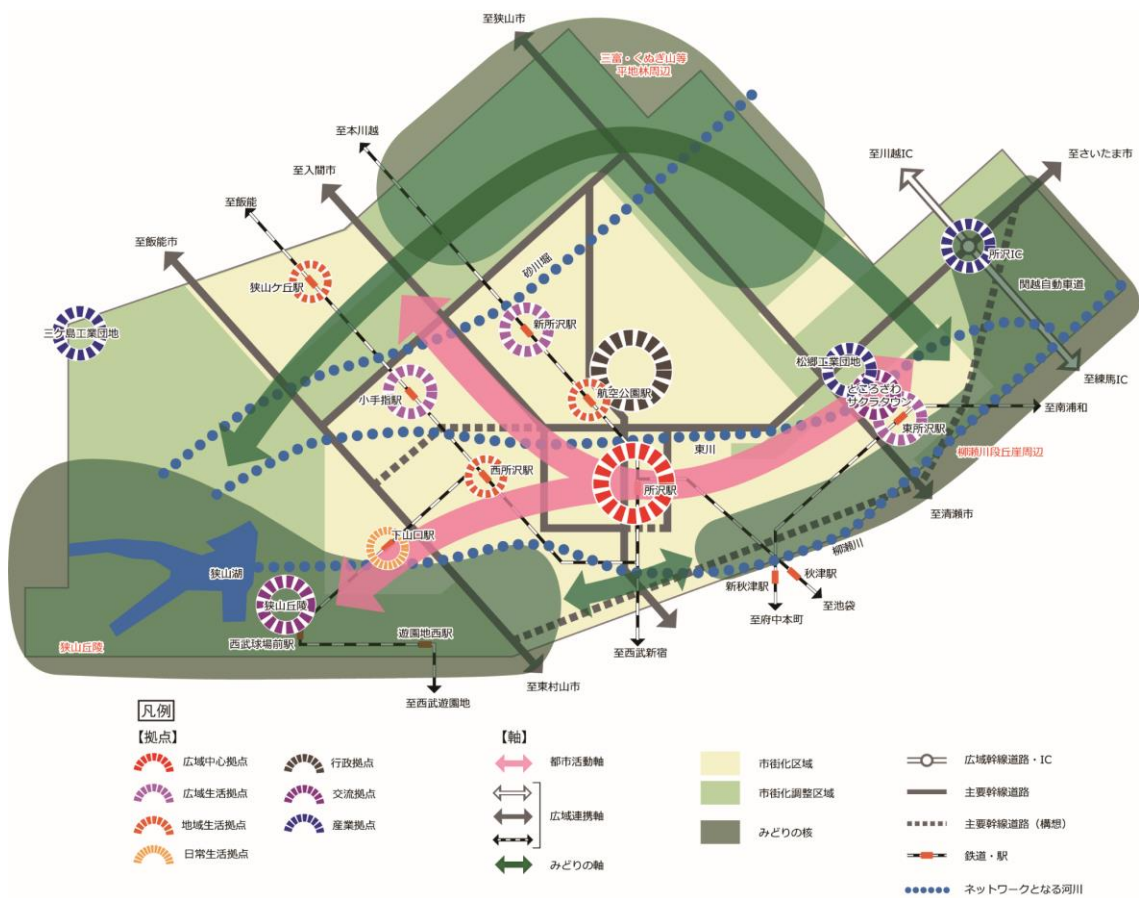 至狭山市
三富・くぬぎ山等
平地林周辺
至本川越
至川越IC
至さいたま市
至入間市
至飯能
至飯能市
所沢IC
砂川堀
狭山ケ丘駅
関越自動車道
三ケ島工業団地
新所沢駅
松郷工業団地
至練馬IC
航空公園駅
ところざわ
サクラタウン
小手指駅
至南浦和
東所沢駅
東川
柳瀬川段丘崖周辺
西所沢駅
所沢駅
至清瀬市
下山口駅
柳瀬川
狭山湖
秋津駅
新秋津駅
至池袋
狭山丘陵
至府中本町
遊園地西駅
西武球場前駅
狭山丘陵
至西武新宿
至東村山市
至西武遊園地
凡例
【拠点】
広域中心拠点
行政拠点
広域生活拠点
交流拠点
地域生活拠点
産業拠点
日常生活拠点
【軸】
都市活動軸
広域連携軸
みどりの軸
市街化区域
市街化調整区域
みどりの核
広域幹線道路・IC
主要幹線道路
主要幹線道路（構想）
鉄道・駅
ネットワークとなる河川